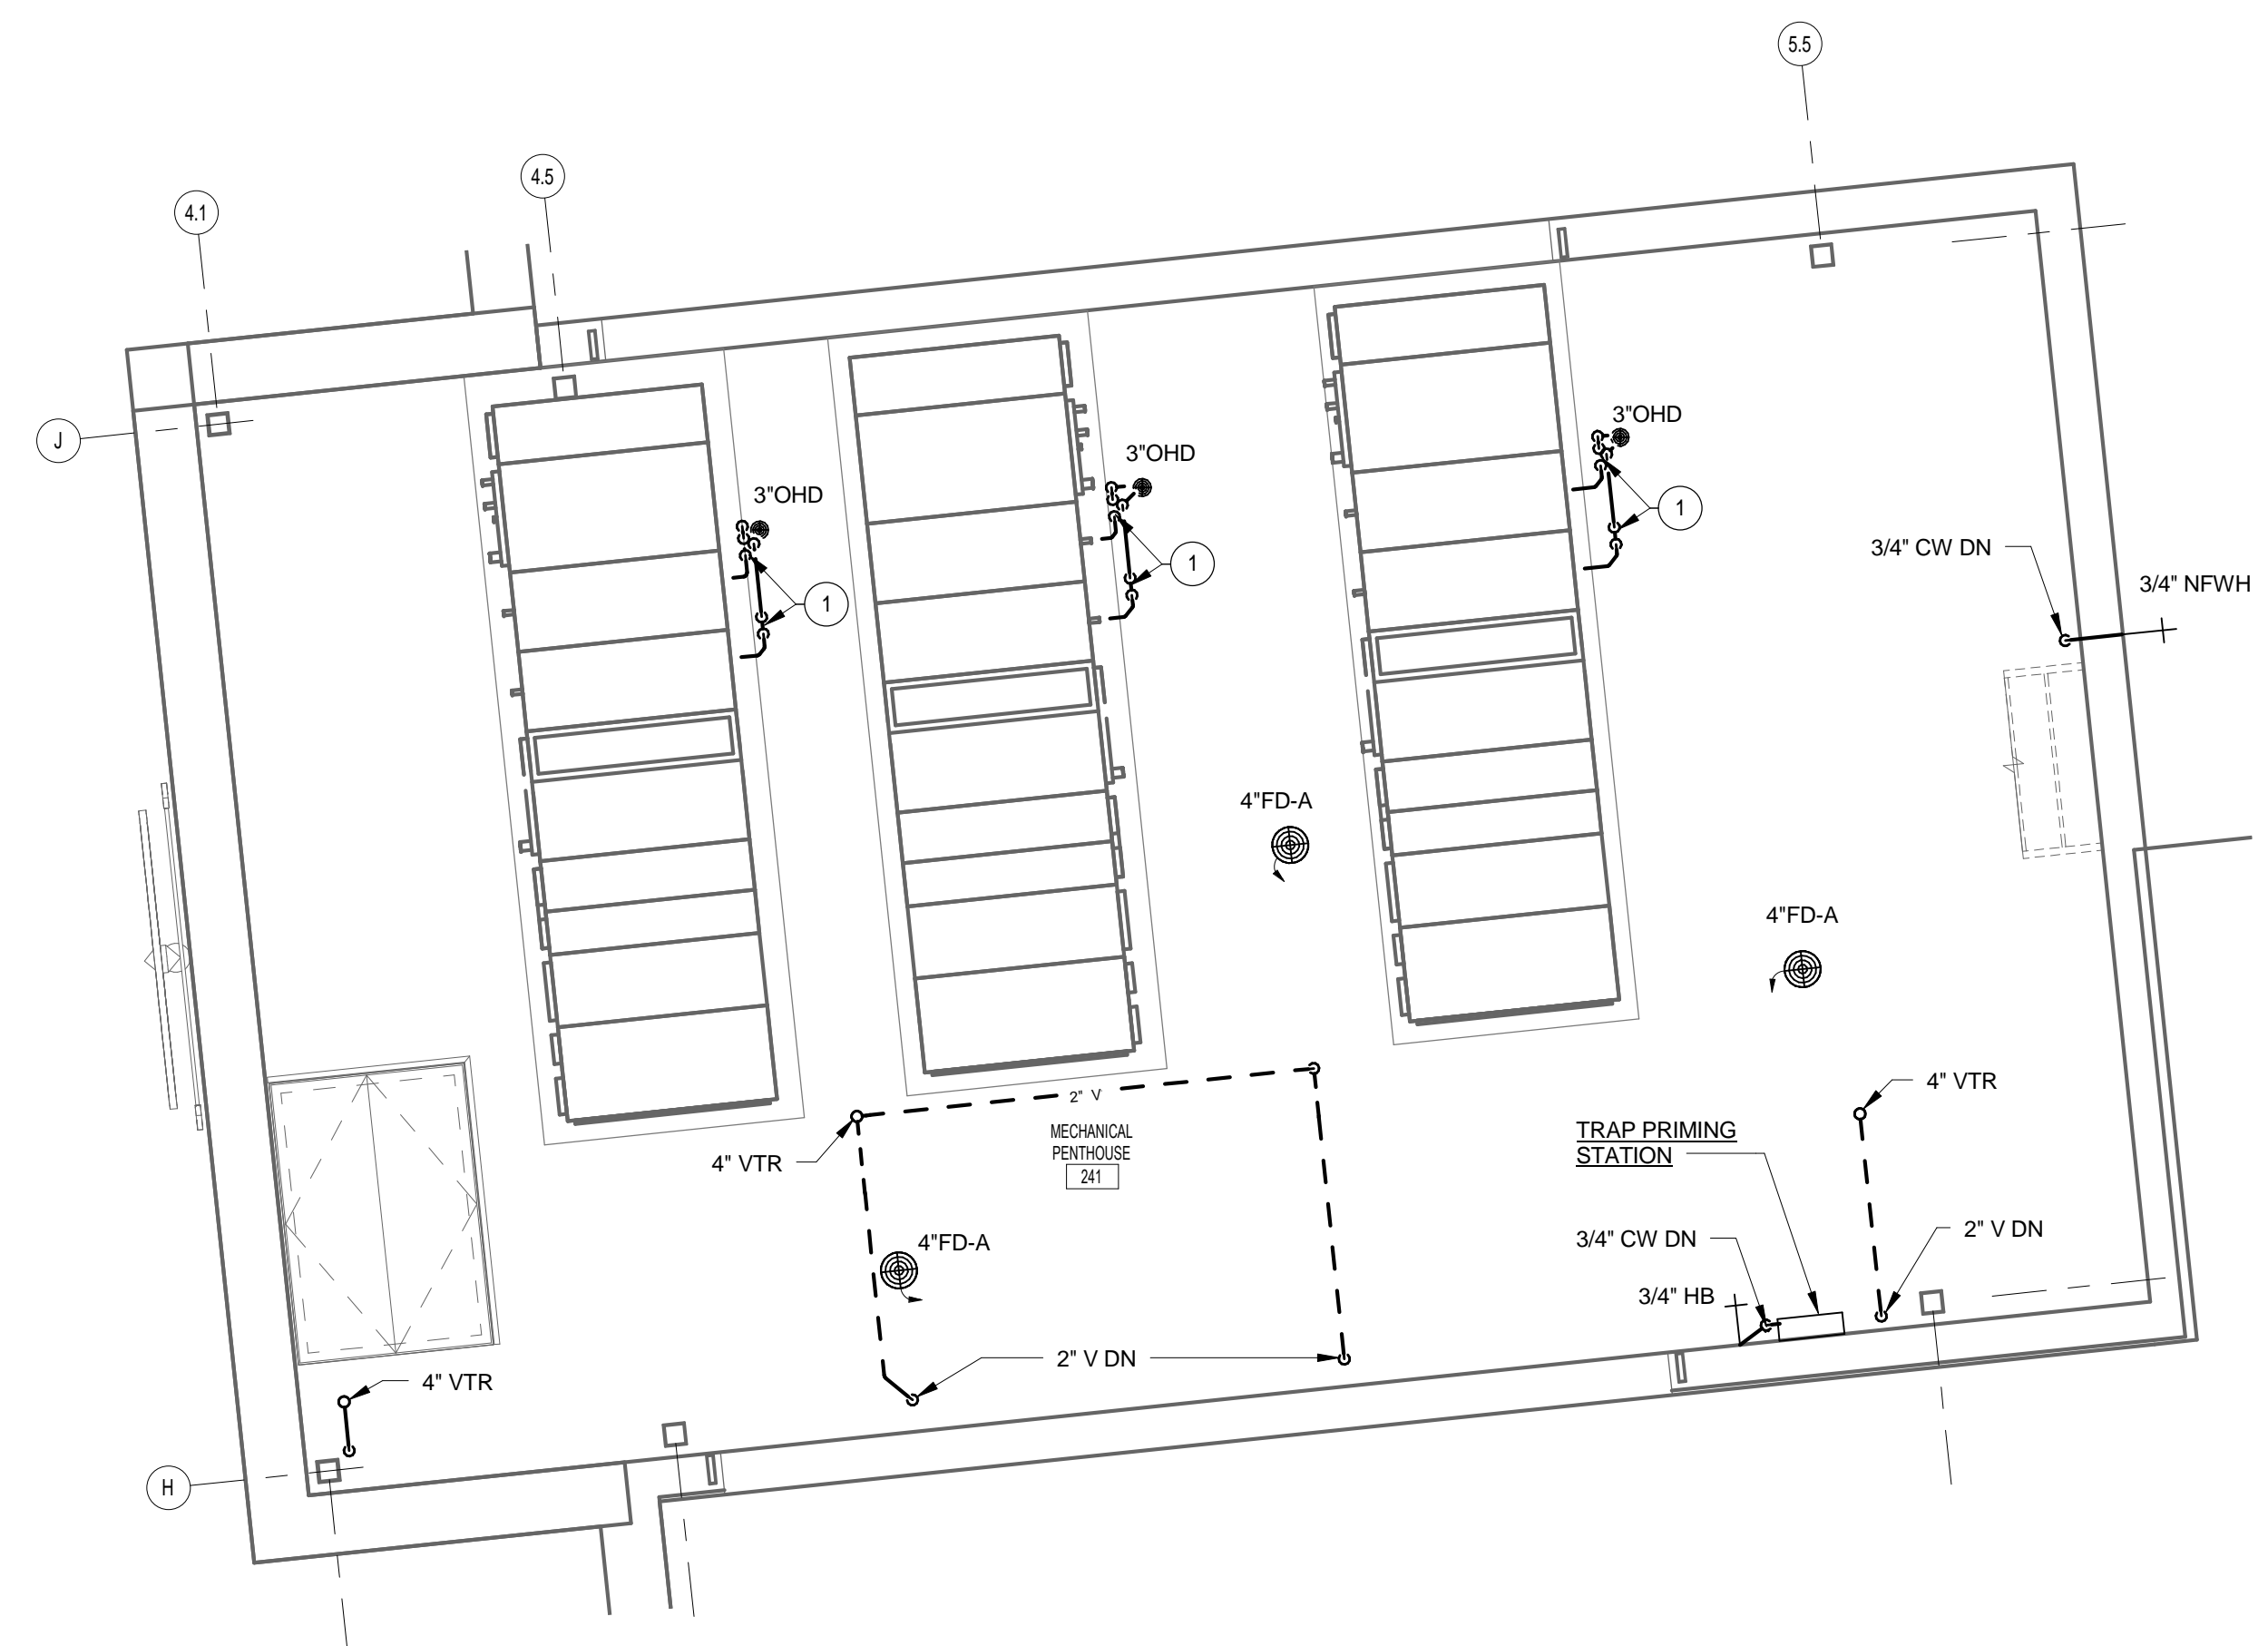 5.5
4.5
4.1
J
3"OHD
3"OHD
3"OHD
1
1
1
3/4" CW DN
3/4" NFWH
4"FD-A
4"FD-A
2" V
4" VTR
MECHANICAL
PENTHOUSE
241
4" VTR
TRAP PRIMING
STATION
4"FD-A
3/4" CW DN
2" V DN
3/4" HB
2" V DN
4" VTR
H